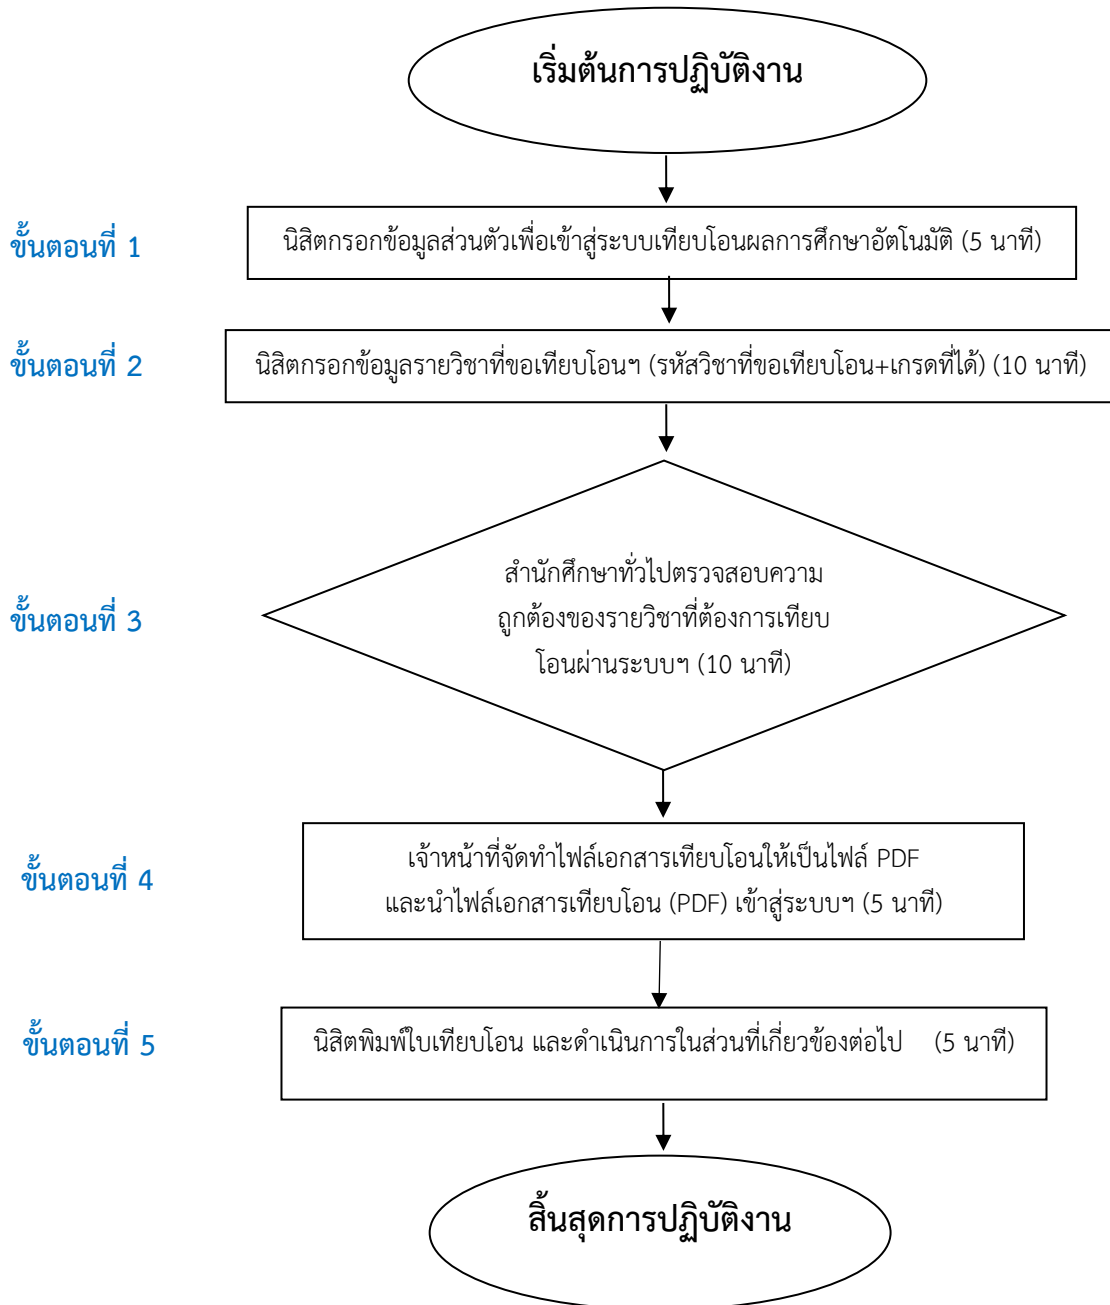 เริ่มต้นการปฏิบัติงาน
ขั้นตอนที่ 1
นิสิตกรอกข้อมูลส่วนตัวเพื่อเข้าสู่ระบบเทียบโอนผลการศึกษาอัตโนมัติ (5 นาที)
ขั้นตอนที่ 2
นิสิตกรอกข้อมูลรายวิชาที่ขอเทียบโอนฯ (รหัสวิชาที่ขอเทียบโอน+เกรดที่ได้) (10 นาที)
ขั้นตอนที่ 3
สำนักศึกษาทั่วไปตรวจสอบความ
ถูกต้องของรายวิชาที่ต้องการเทียบ
โอนผ่านระบบฯ (10 นาที)
ขั้นตอนที่ 4
เจ้าหน้าที่จัดทำไฟล์เอกสารเทียบโอนให้เป็นไฟล์ PDF
และนำไฟล์เอกสารเทียบโอน (PDF) เข้าสู่ระบบฯ (5 นาที)
ขั้นตอนที่ 5
นิสิตพิมพ์ใบเทียบโอน และดำเนินการในส่วนที่เกี่ยวข้องต่อไป (5 นาที)
สิ้นสุดการปฏิบัติงาน